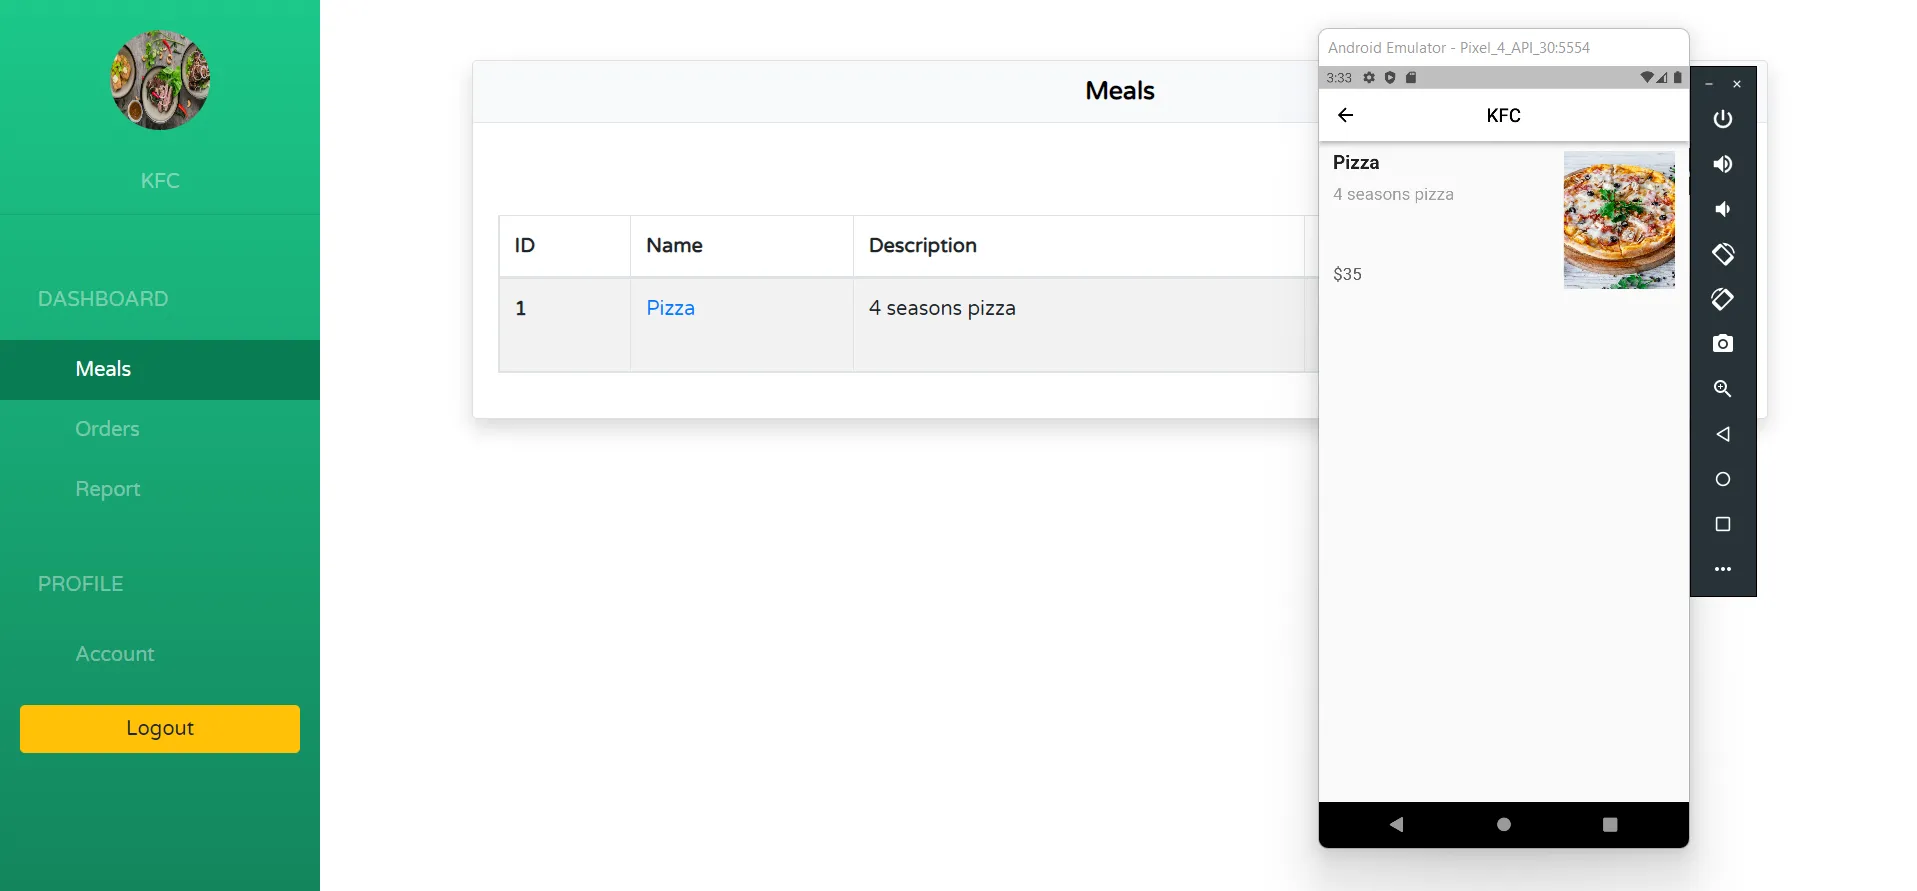 KFC
DASHBOARD
Meals
Orders
Report
PROFILE
Account
Logout
Meals
ID Name Description
1 Pizza 4 seasons pizza
Android Emulator - Pixel_4_API_30:5554
3:33
KFC
Pizza
4 seasons pizza
$35